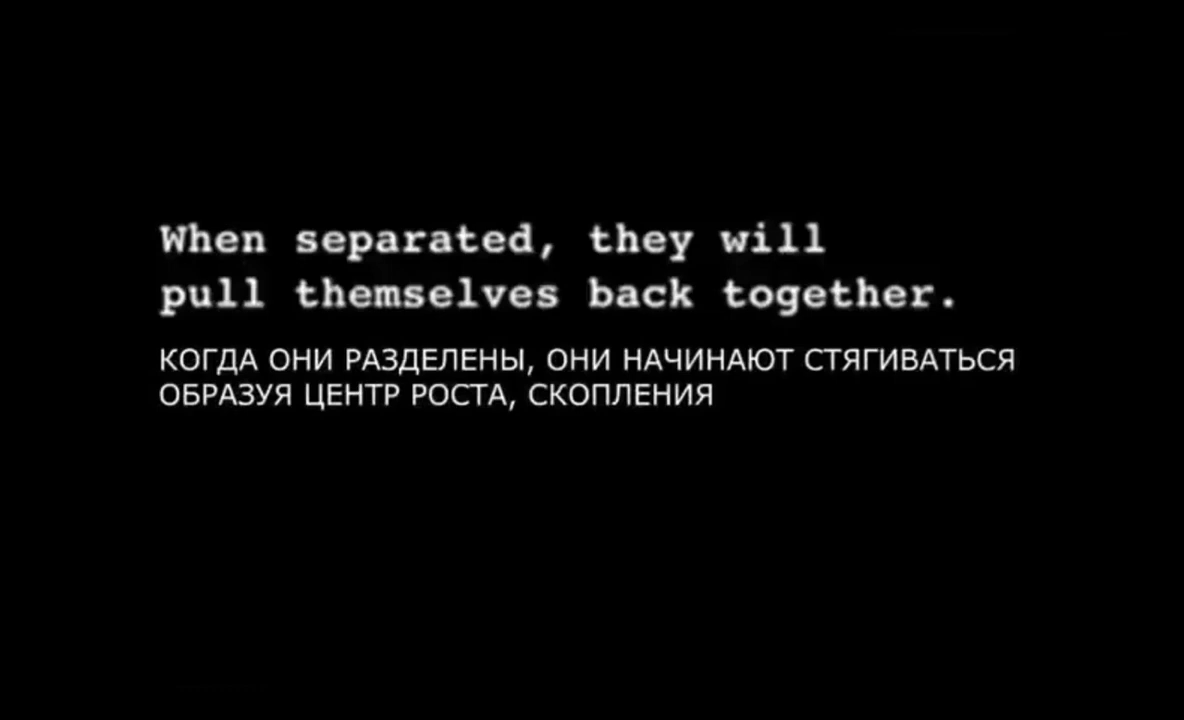 When separated, they will
pull themselves back together.
КОГДА ОНИ РАЗДЕЛЕНЫ, ОНИ НАЧИНАЮТ СТЯГИВАТЬСЯ
ОБРАЗУЯ ЦЕНТР РОСТА, СКОПЛЕНИЯ